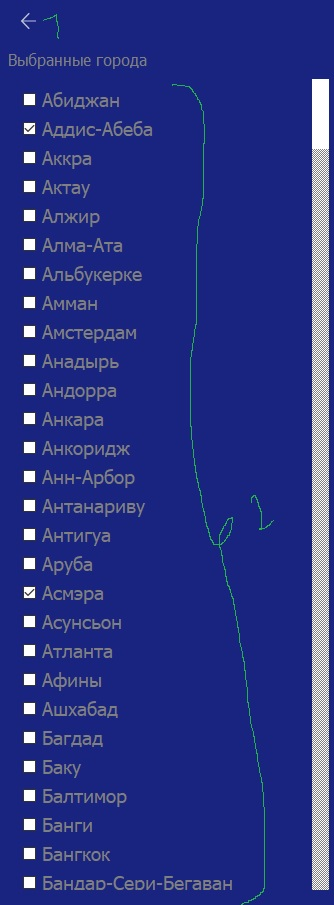 1
Выбранные города
Абиджан
Аддис-Абеба
Аккра
Актау
Алжир
Алма-Ата
Альбукерке
Амман
Амстердам
Анадырь
Андорра
Анкара
Анкоридж
Анн-Арбор
Антанариву
Антигуа
2
Аруба
Асмэра
Асунсьон
Атланта
Афины
Ашхабад
Багдад
Баку
Балтимор
Банги
Бангкок
Бандар-Сери-Бегаван